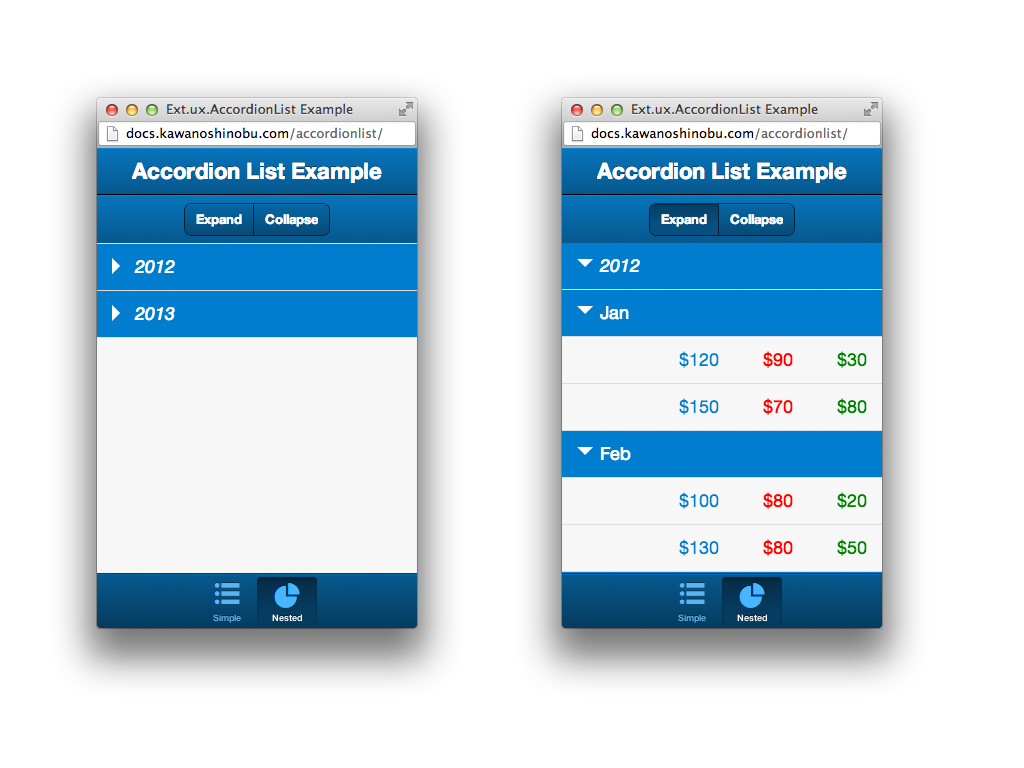 Ext.ux.AccordionList Example
docs.kawanoshinobu.com/accordionlist/
Accordion List Example
Expand Collapse
2012
2013
Simple Nested
Ext.ux.AccordionList Example
docs.kawanoshinobu.com/accordionlist/
Accordion List Example
Expand Collapse
2012
Jan
$120 $90 $30
$150 $70 $80
Feb
$100 $80 $20
$130 $80 $50
Simple Nested